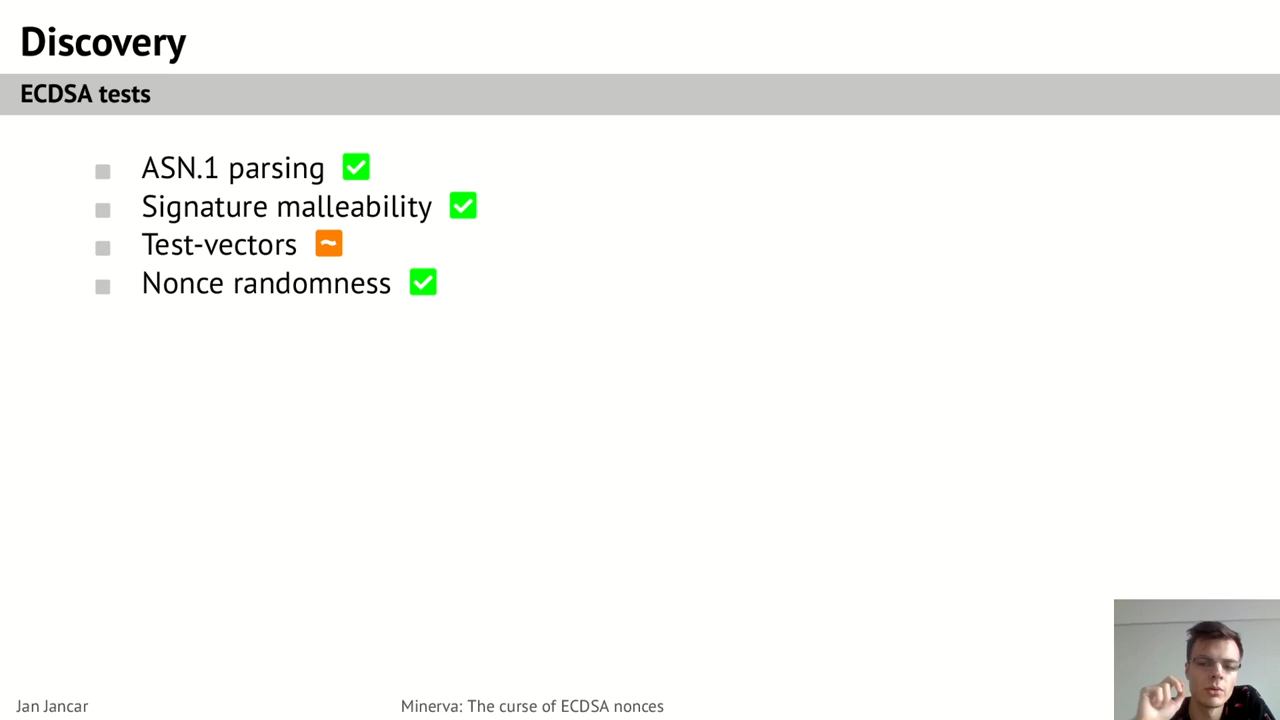 Discovery
ECDSA tests
ASN.1 parsing ✅
Signature malleability ✅
Test-vectors ~
Nonce randomness ✅
Jan Jancar
Minerva: The curse of ECDSA nonces